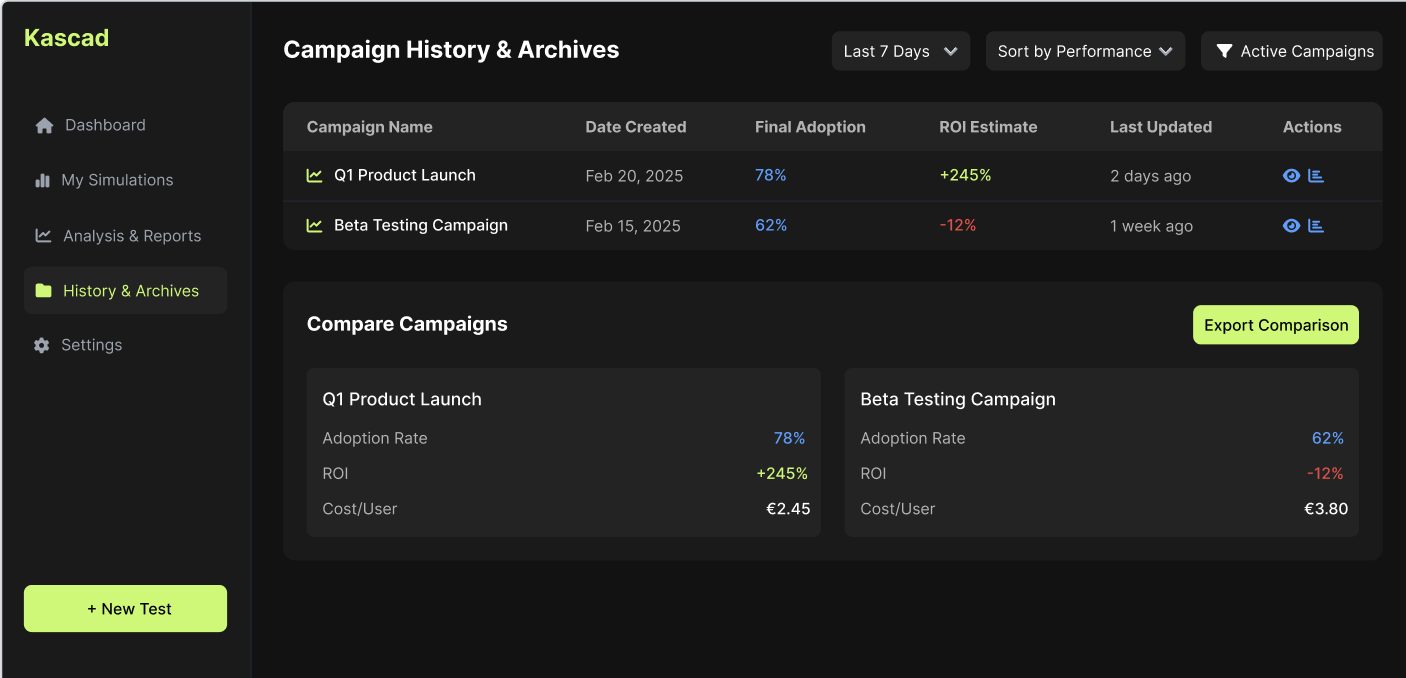 Kascad
Dashboard
My Simulations
Analysis & Reports
History & Archives
Settings
+ New Test
Campaign History & Archives
Last 7 Days
Sort by Performance
Active Campaigns
Campaign Name Date Created Final Adoption ROI Estimate Last Updated Actions
Q1 Product Launch Feb 20, 2025 78% +245% 2 days ago
Beta Testing Campaign Feb 15, 2025 62% -12% 1 week ago
Compare Campaigns
Export Comparison
Q1 Product Launch
Adoption Rate 78%
ROI +245%
Cost/User €2.45
Beta Testing Campaign
Adoption Rate 62%
ROI -12%
Cost/User €3.80